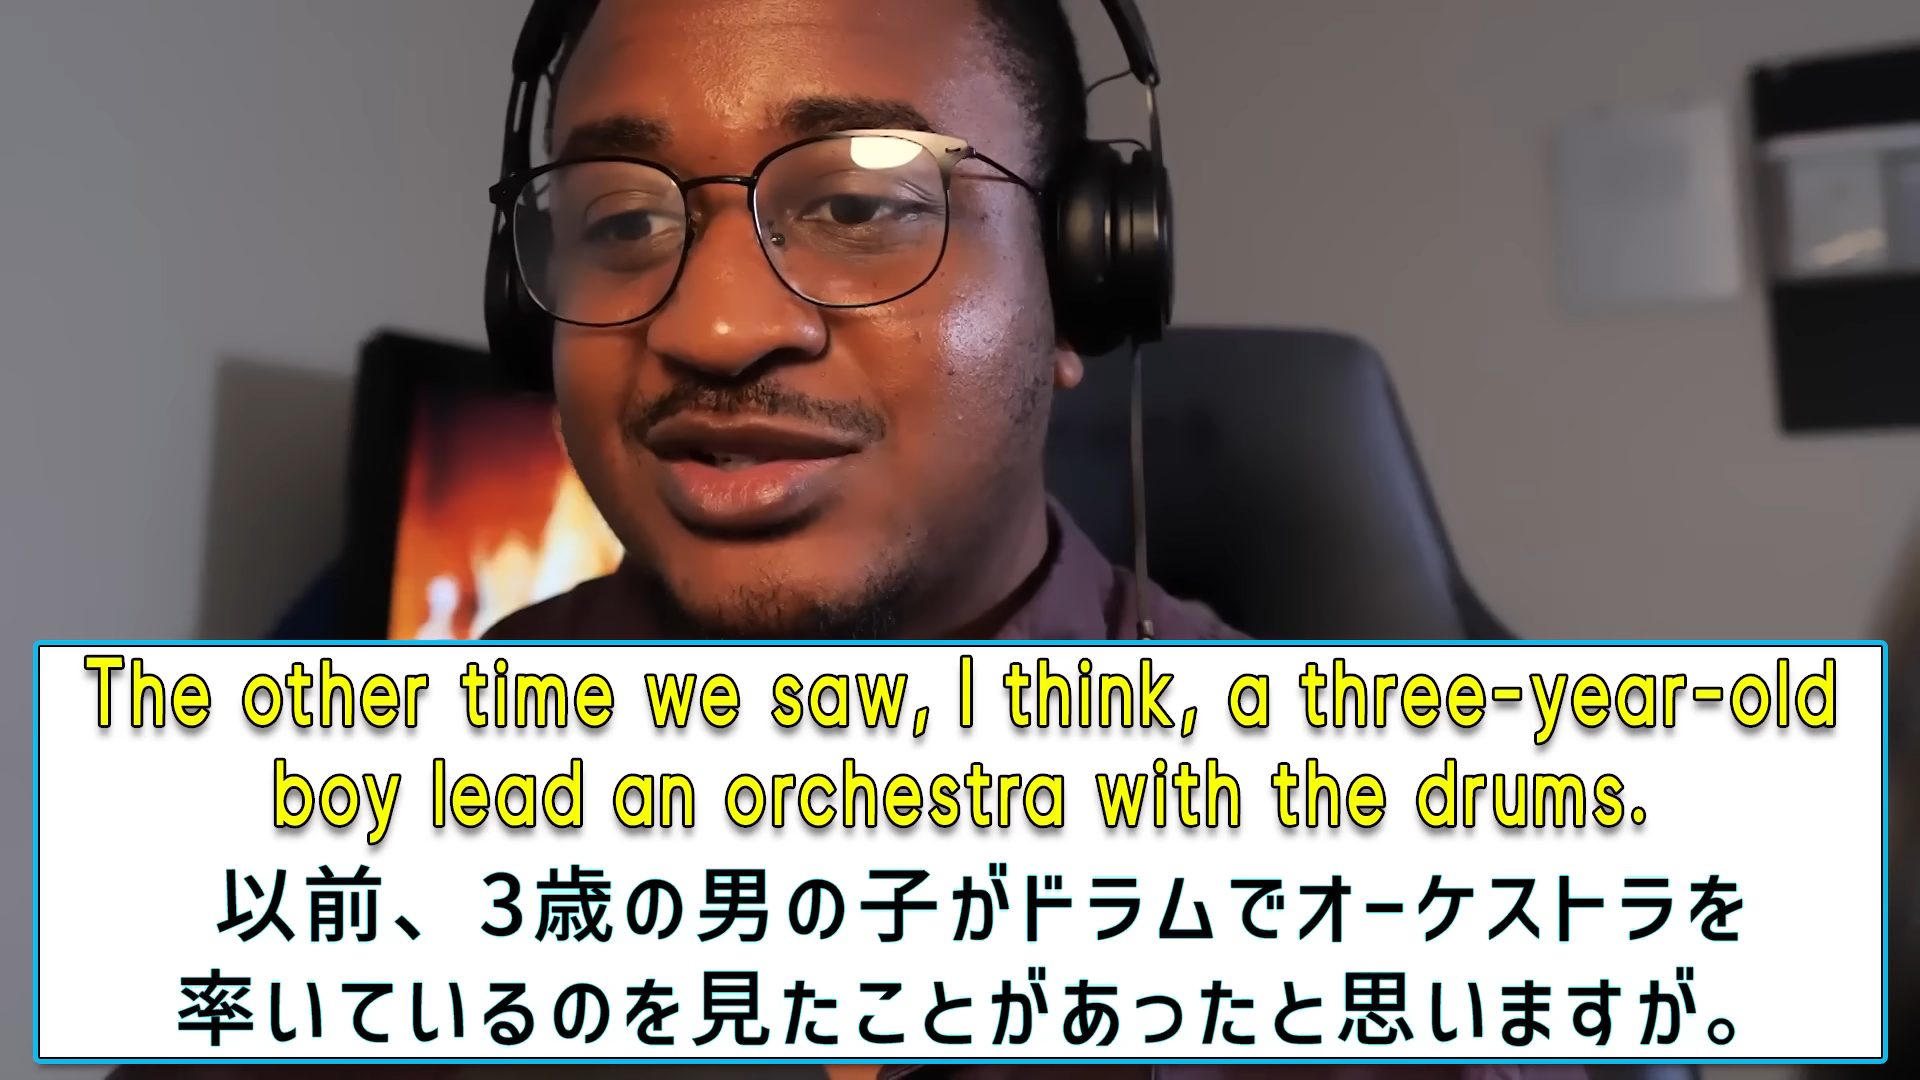 The other time we saw, I think, a three-year-old
boy lead an orchestra with the drums.
以前、3歳の男の子がドラムでオーケストラを
率いているのを見たことがあったと思いますが。